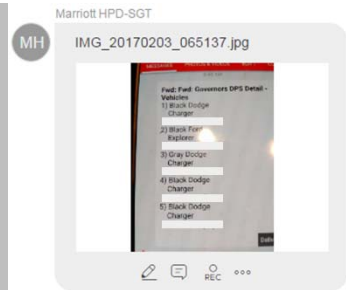 Marriott HPD-SGT
MH
IMG_20170203_065137.jpg
Fwd: Fwd: Governors DPS Detail -
Vehicles
1) Black Dodge
Charger
2) Black Ford
Explorer
3) Gray Dodge
Charger
4) Black Dodge
Charger
5) Black Dodge
Charger
REC